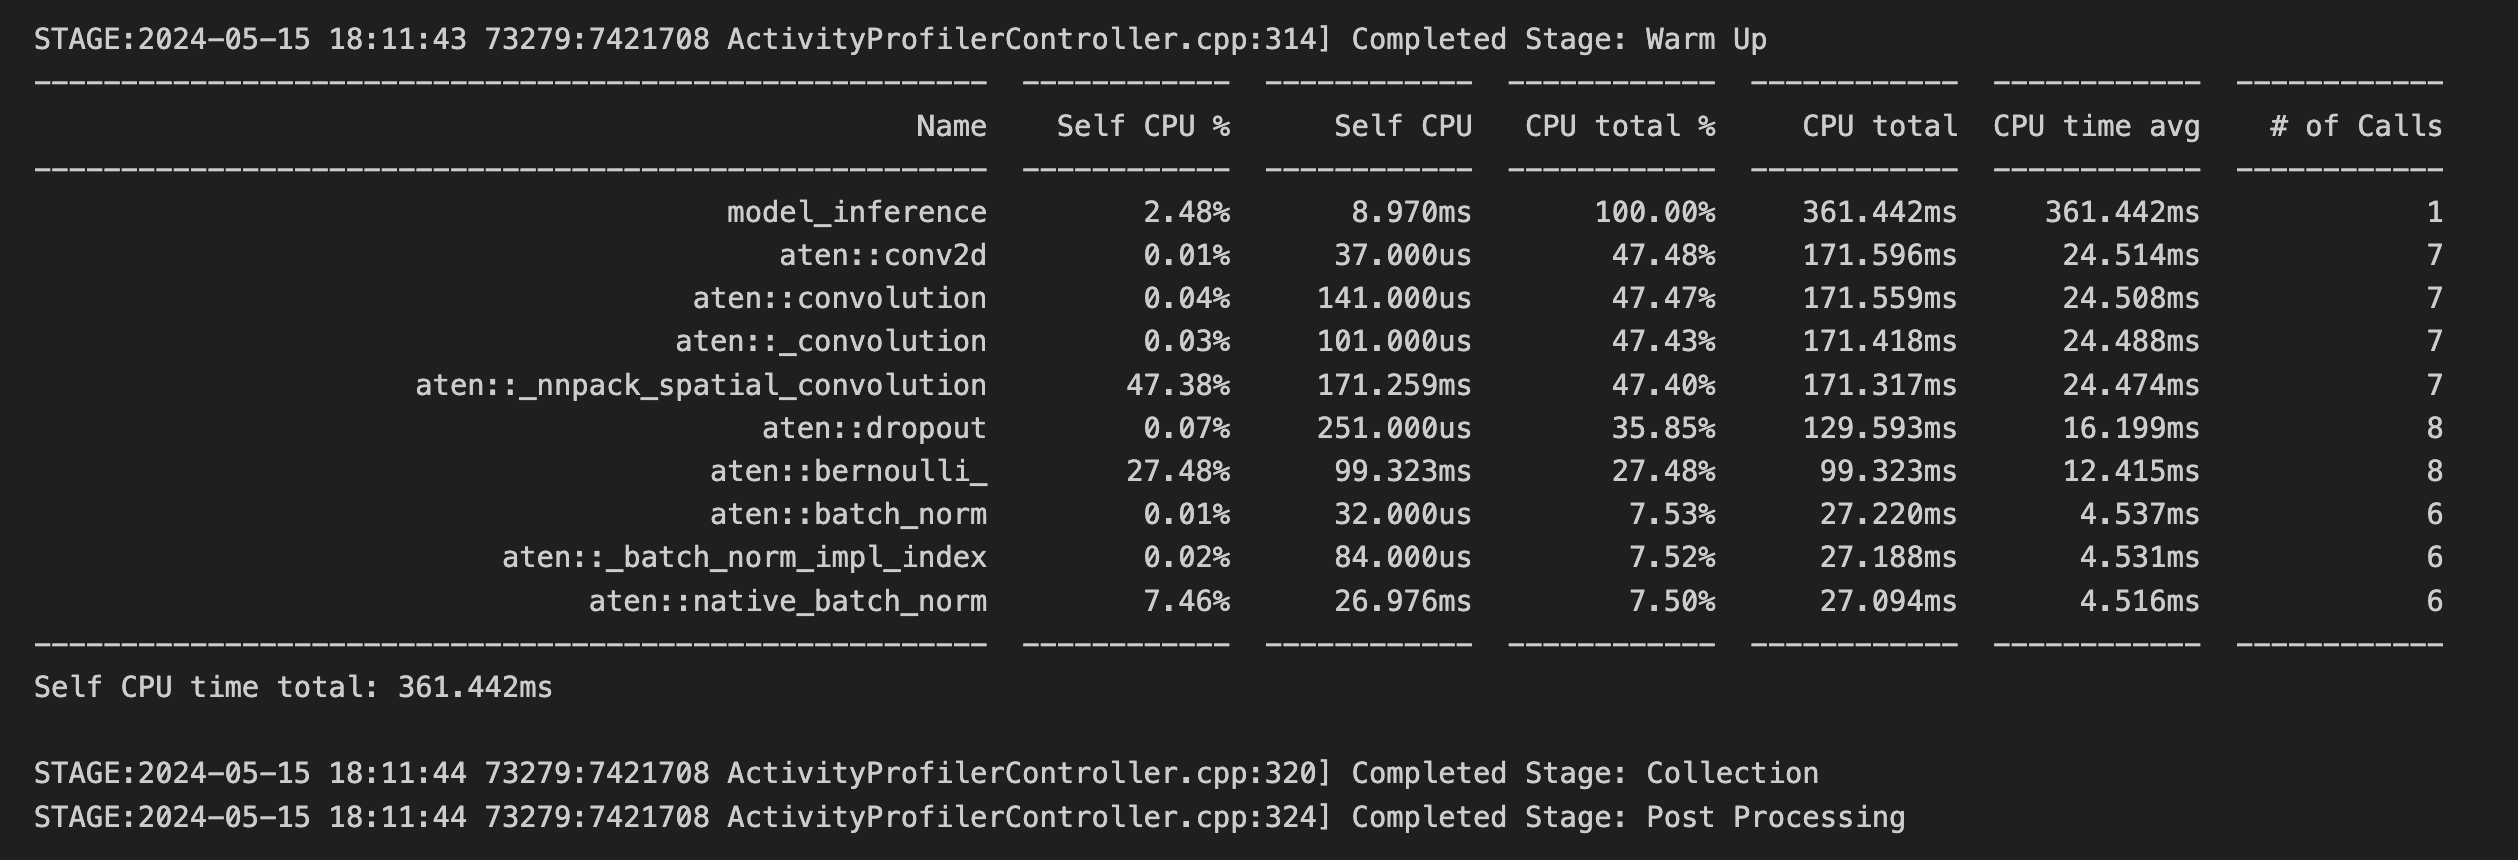 STAGE:2024-05-15 18:11:43 73279:7421708 ActivityProfilerController.cpp:314] Completed Stage: Warm Up
-------------------------------------------------------  ------------  ------------  ------------  ------------  ------------  ------------
Name  Self CPU %  Self CPU  CPU total %  CPU total  CPU time avg  # of Calls
-------------------------------------------------------  ------------  ------------  ------------  ------------  ------------  ------------
model_inference  2.48%  8.970ms  100.00%  361.442ms  361.442ms  1
aten::conv2d  0.01%  37.000us  47.48%  171.596ms  24.514ms  7
aten::convolution  0.04%  141.000us  47.47%  171.559ms  24.508ms  7
aten::_convolution  0.03%  101.000us  47.43%  171.418ms  24.488ms  7
aten::_nnpack_spatial_convolution  47.38%  171.259ms  47.40%  171.317ms  24.474ms  7
aten::dropout  0.07%  251.000us  35.85%  129.593ms  16.199ms  8
aten::bernoulli_  27.48%  99.323ms  27.48%  99.323ms  12.415ms  8
aten::batch_norm  0.01%  32.000us  7.53%  27.220ms  4.537ms  6
aten::_batch_norm_impl_index  0.02%  84.000us  7.52%  27.188ms  4.531ms  6
aten::native_batch_norm  7.46%  26.976ms  7.50%  27.094ms  4.516ms  6
-------------------------------------------------------  ------------  ------------  ------------  ------------  ------------  ------------
Self CPU time total: 361.442ms
STAGE:2024-05-15 18:11:44 73279:7421708 ActivityProfilerController.cpp:320] Completed Stage: Collection
STAGE:2024-05-15 18:11:44 73279:7421708 ActivityProfilerController.cpp:324] Completed Stage: Post Processing